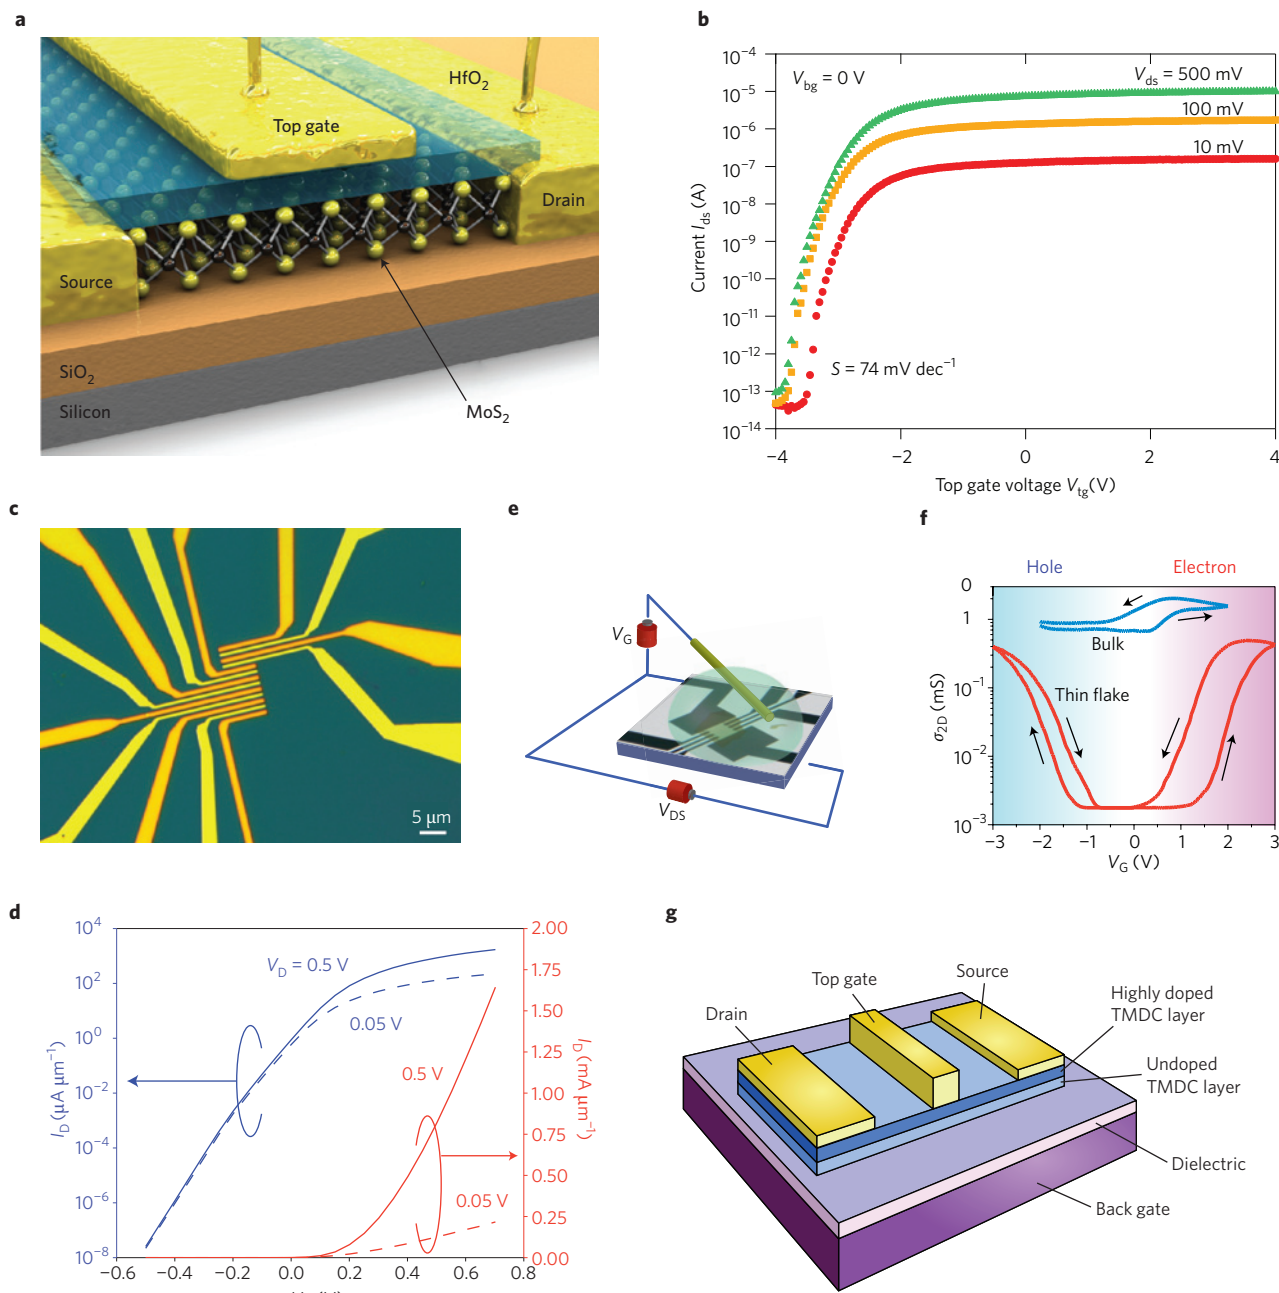 a
HfO2
Top gate
Drain
Source
SiO2
Silicon
MoS2
b
10−4
10−5
10−6
10−7
10−8
10−9
10−10
10−11
10−12
10−13
10−14
Current Ids (A)
Vbg = 0 V
Vds = 500 mV
100 mV
10 mV
S = 74 mV dec−1
−4
−2
0
2
4
Top gate voltage Vtg(V)
c
5 µm
e
VG
VDS
f
Hole
Electron
0
1
10−1
10−2
10−3
σ2D (mS)
Bulk
Thin flake
−3
−2
−1
0
1
2
3
VG (V)
d
104
102
100
10−2
10−4
10−6
10−8
ID (µA µm−1)
VD = 0.5 V
0.05 V
0.5 V
0.05 V
2.00
1.75
1.50
1.25
1.00
0.75
0.50
0.25
0.00
ID (mA µm−1)
−0.6
−0.4
−0.2
0.0
0.2
0.4
0.6
0.8
g
Drain
Top gate
Source
Highly doped
TMDC layer
Undoped
TMDC layer
Dielectric
Back gate